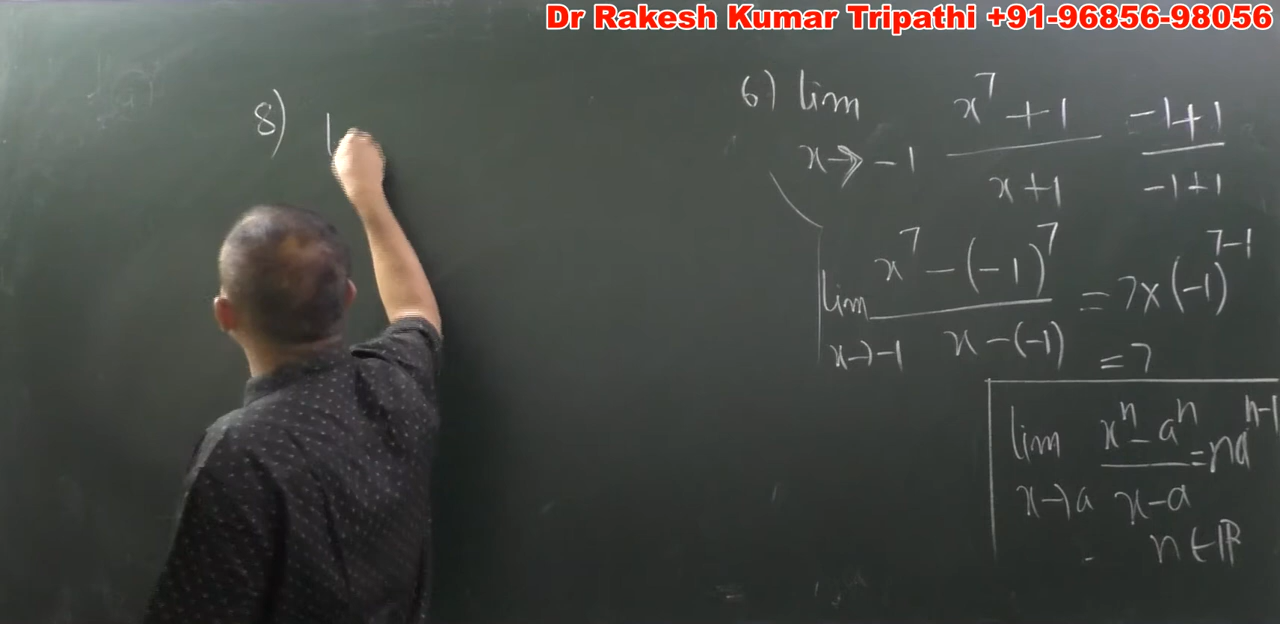 Dr Rakesh Kumar Tripathi +91-96856-98056
8) l
6) lim x→-1 (x^7 + 1)/(x+1) (-1+1)/(-1+1)
lim x→-1 (x^7 - (-1)^7)/(x-(-1)) = 7×(-1)^(7-1)
= 7
lim x→a (x^n - a^n)/(x-a) = na^(n-1)
n∈ℝ